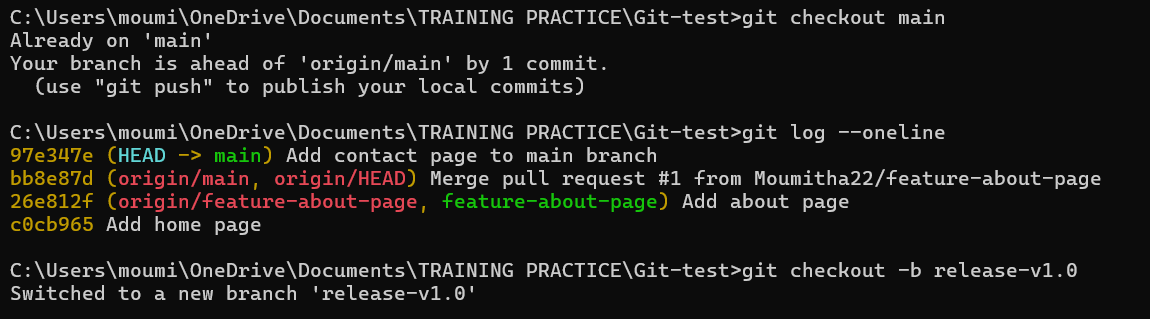 C:\Users\moumi\OneDrive\Documents\TRAINING PRACTICE\Git-test>git checkout main
Already on 'main'
Your branch is ahead of 'origin/main' by 1 commit.
  (use "git push" to publish your local commits)
C:\Users\moumi\OneDrive\Documents\TRAINING PRACTICE\Git-test>git log --oneline
97e347e (HEAD -> main) Add contact page to main branch
bb8e87d (origin/main, origin/HEAD) Merge pull request #1 from Moumitha22/feature-about-page
26e812f (origin/feature-about-page, feature-about-page) Add about page
c0cb965 Add home page
C:\Users\moumi\OneDrive\Documents\TRAINING PRACTICE\Git-test>git checkout -b release-v1.0
Switched to a new branch 'release-v1.0'